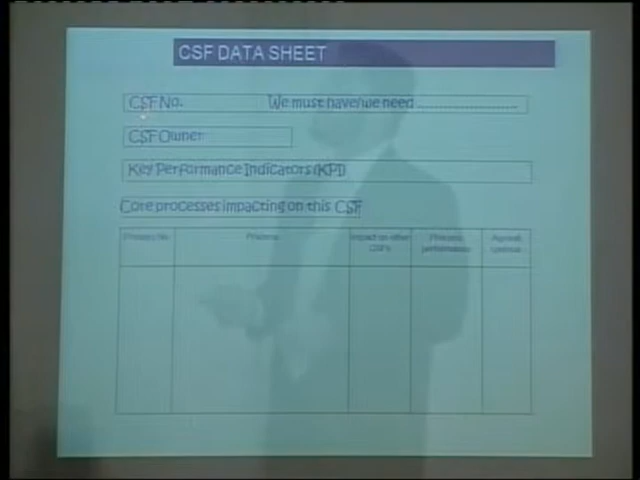 CSF DATA SHEET
CSF No. We must have/we need ........................
CSF Owner
Key Performance Indicators (KPI)
Core processes impacting on this CSF
Process No. Process Impact on other CSF's Process performance